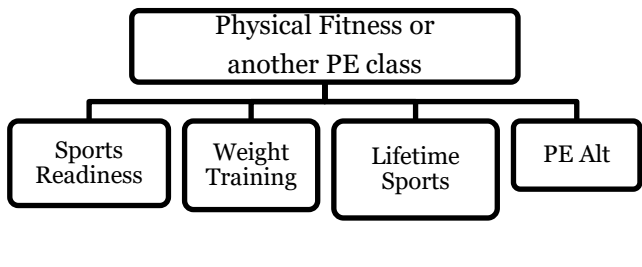 Physical Fitness or
another PE class
Sports
Readiness
Weight
Training
Lifetime
Sports
PE Alt